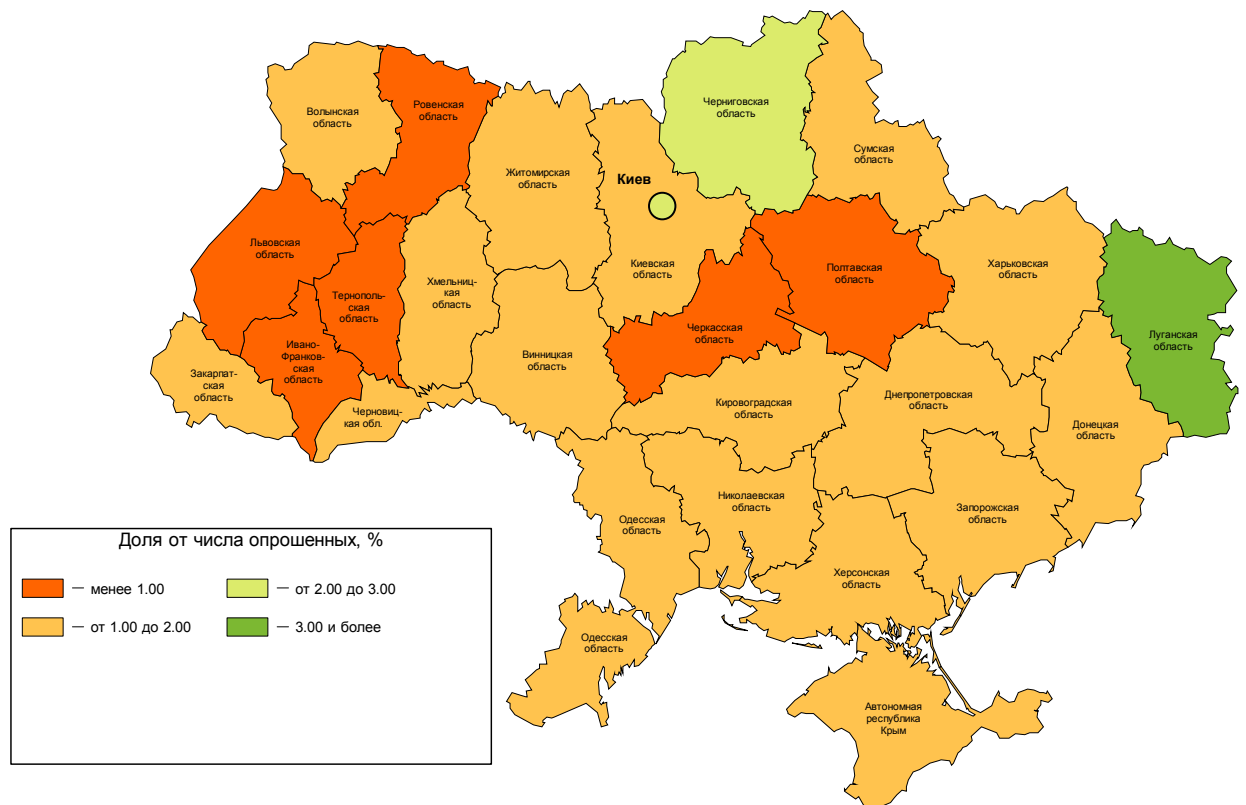 Черниговская
область
Ровенская
область
Волынская
область
Сумская
область
Житомирская
область
Киев
Львовская
область
Киевская
область
Полтавская
область
Харьковская
область
Хмельниц-
кая
область
Тернополь-
ская
область
Черкасская
область
Луганская
область
Ивано-
Франков-
ская
область
Винницкая
область
Закарпат-
ская
область
Черновиц-
кая обл.
Кировоградская
область
Днепропетровская
область
Донецкая
область
Николаевская
область
Запорожская
область
Одесская
область
Херсонская
область
Одесская
область
Автономная
республика
Крым
Доля от числа опрошенных, %
— менее 1.00
— от 2.00 до 3.00
— от 1.00 до 2.00
— 3.00 и более